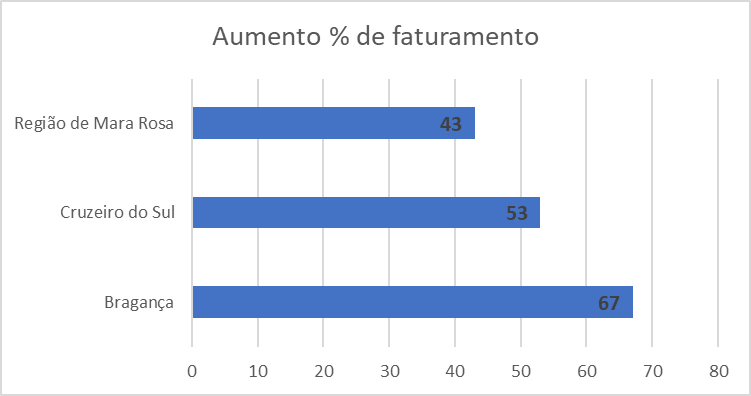 Aumento % de faturamento
Região de Mara Rosa
43
Cruzeiro do Sul
53
Bragança
67
0 10 20 30 40 50 60 70 80